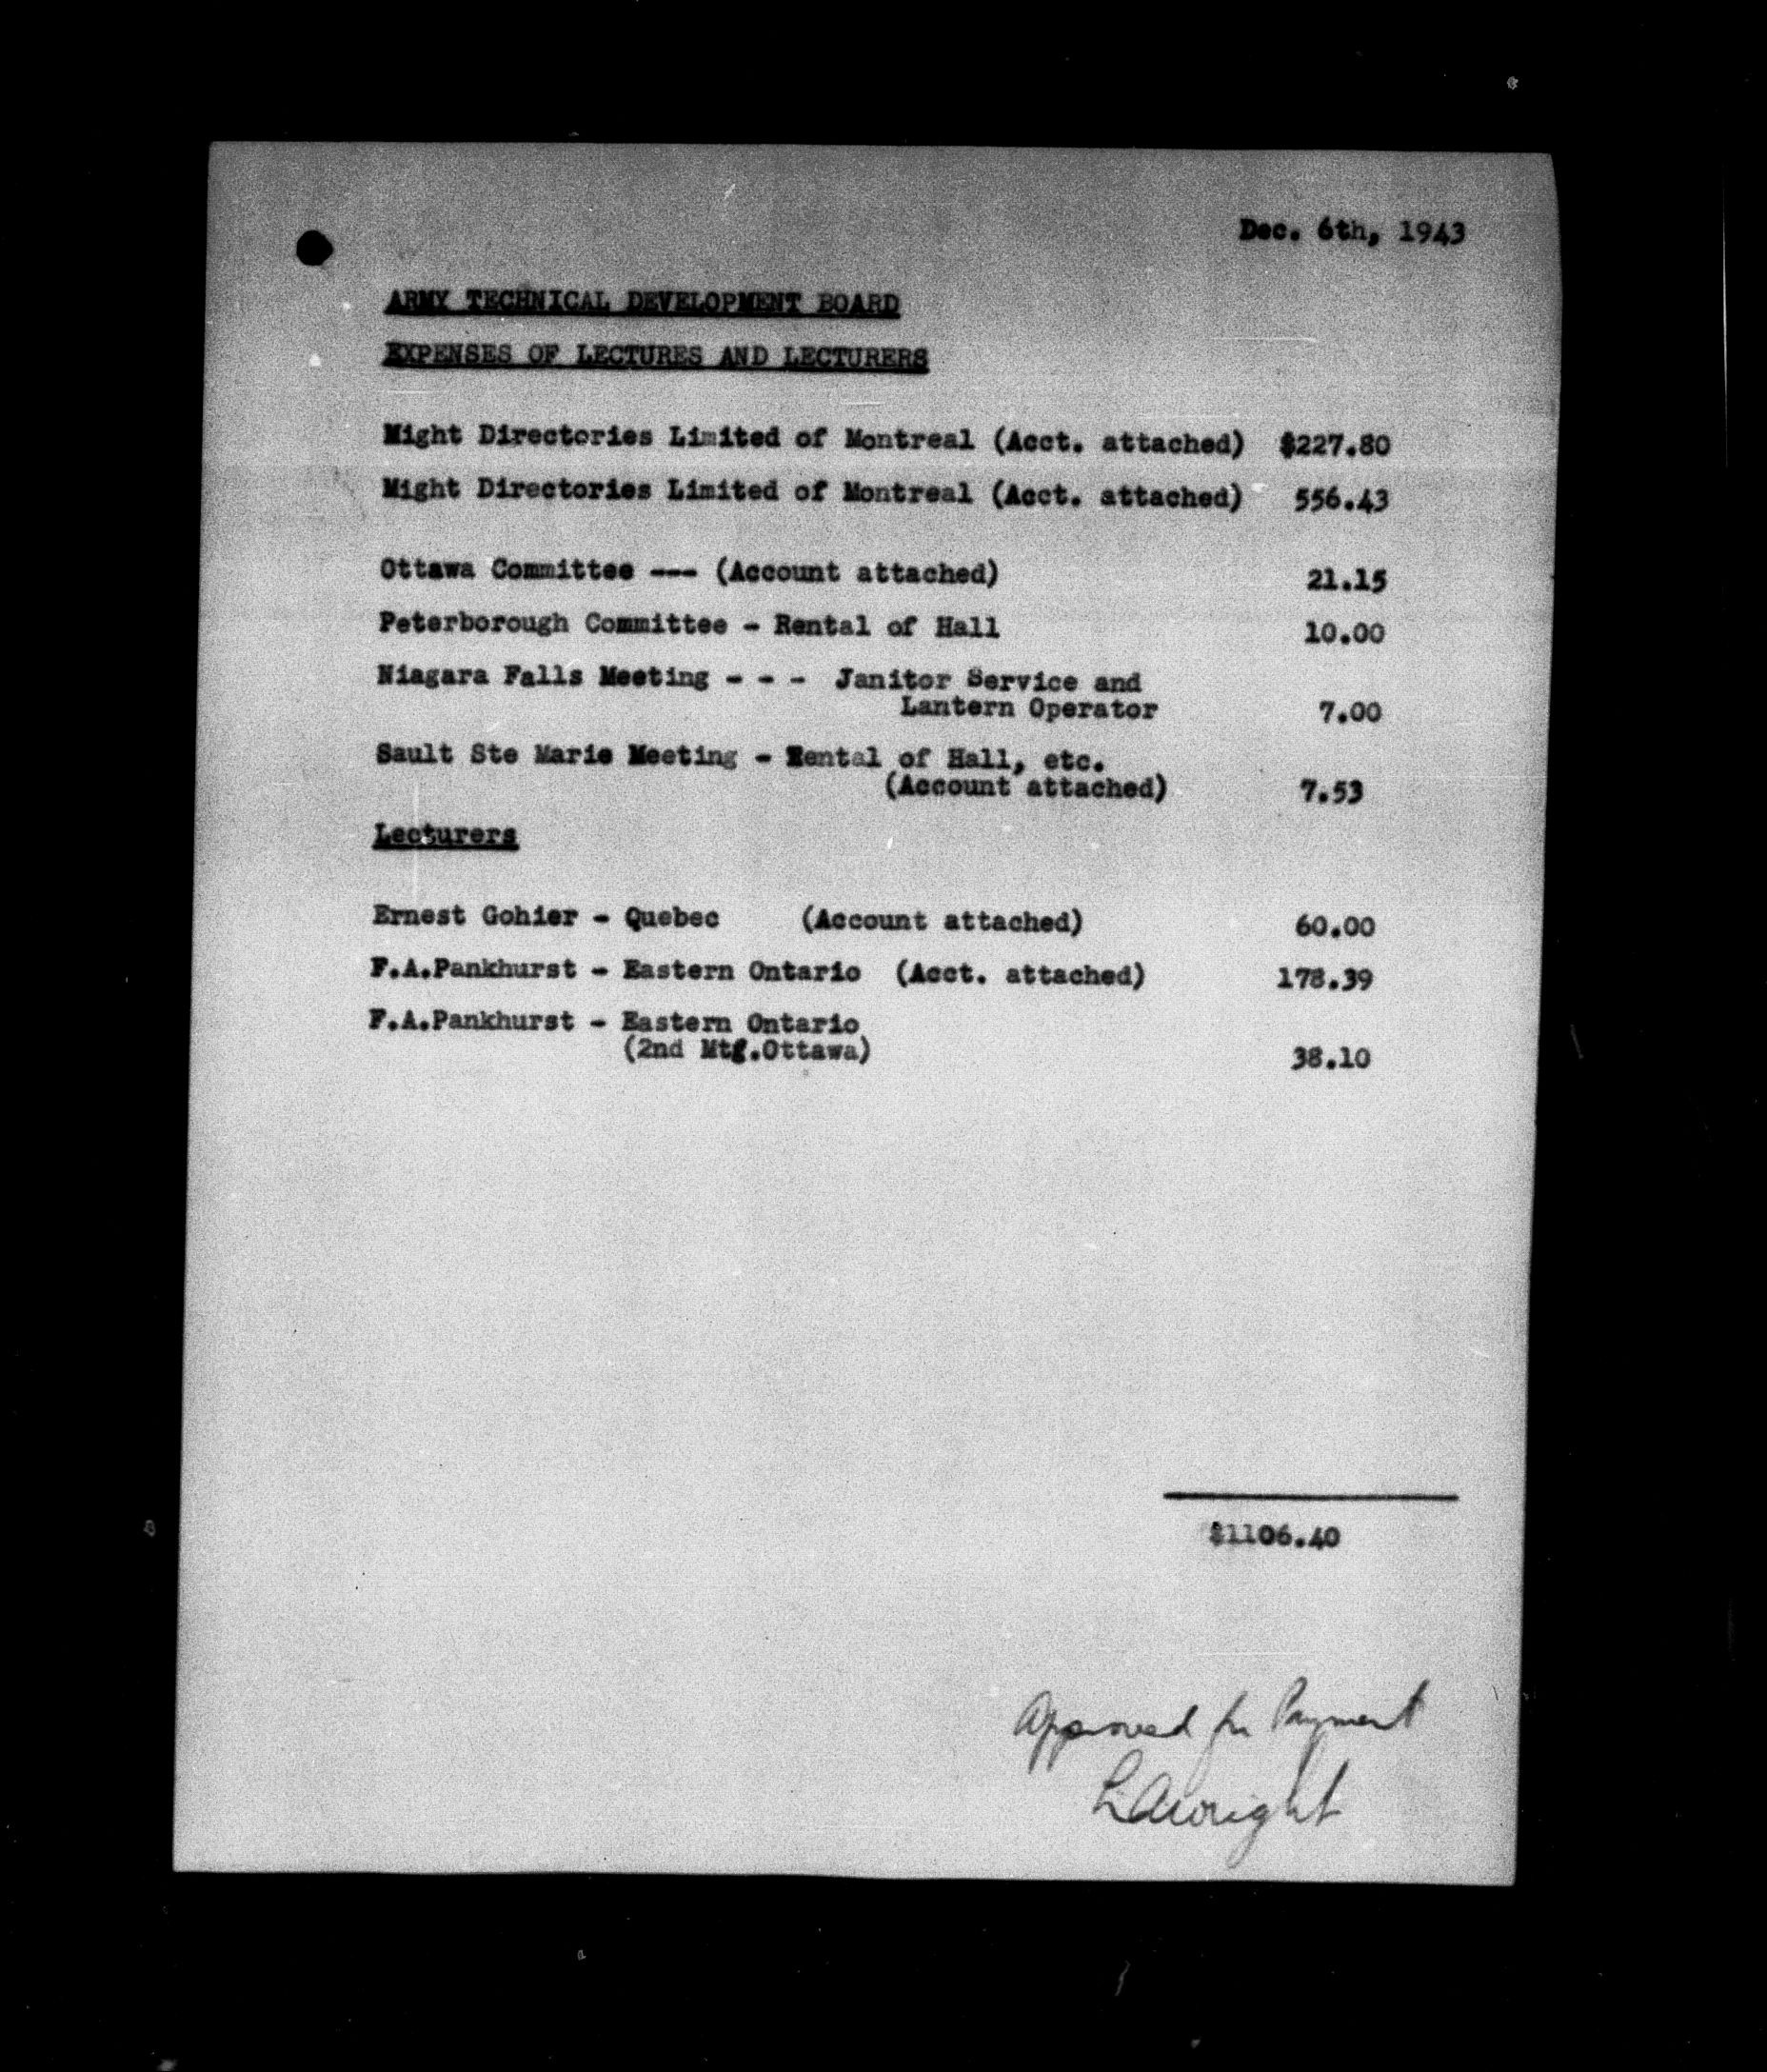 Dec. 6th, 1943
ARMY TECHNICAL DEVELOPMENT BOARD
EXPENSES OF LECTURES AND LECTURERS
Might Directories Limited of Montreal (Acct. attached) $227.80
Might Directories Limited of Montreal (Acct. attached) 556.43
Ottawa Committee --- (Account attached) 21.15
Peterborough Committee - Rental of Hall 10.00
Niagara Falls Meeting - - - Janitor Service and
Lantern Operator 7.00
Sault Ste Marie Meeting - Rental of Hall, etc.
(Account attached) 7.53
Lecturers
Ernest Gohier - Quebec (Account attached) 60.00
F.A.Pankhurst - Eastern Ontario (Acct. attached) 178.39
F.A.Pankhurst - Eastern Ontario
(2nd Mtg.Ottawa) 38.10
$1106.40
Approved for Payment
LAWright